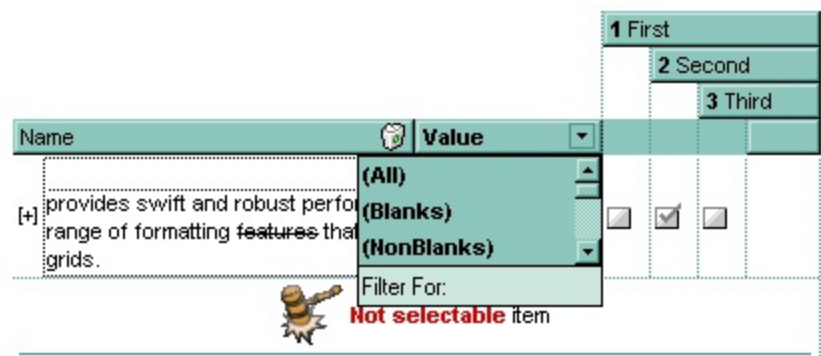 1 First
2 Second
3 Third
Name
Value
(All)
(Blanks)
(NonBlanks)
Filter For:
[+]
provides swift and robust perfo
range of formatting features that
grids.
Not selectable item